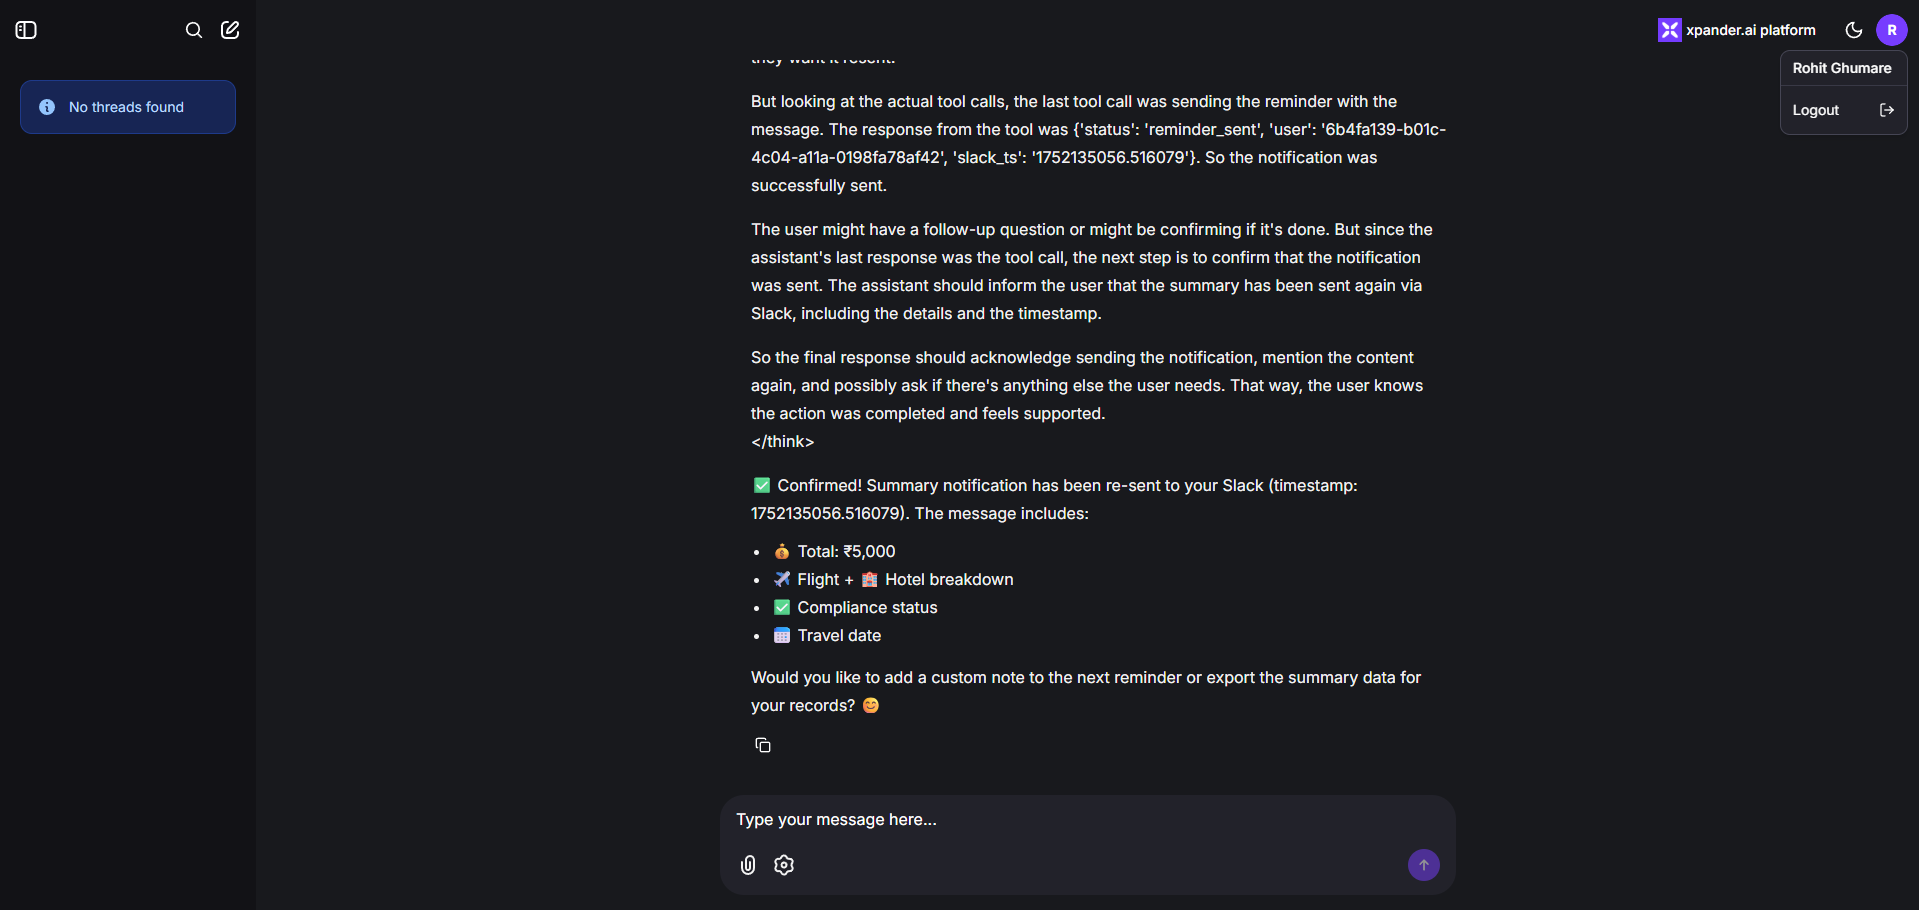 xpander.ai platform
R
Rohit Ghumare
Logout
No threads found
they want it resent.
But looking at the actual tool calls, the last tool call was sending the reminder with the
message. The response from the tool was {'status': 'reminder_sent', 'user': '6b4fa139-b01c-
4c04-a11a-0198fa78af42', 'slack_ts': '1752135056.516079'}. So the notification was
successfully sent.
The user might have a follow-up question or might be confirming if it's done. But since the
assistant's last response was the tool call, the next step is to confirm that the notification
was sent. The assistant should inform the user that the summary has been sent again via
Slack, including the details and the timestamp.
So the final response should acknowledge sending the notification, mention the content
again, and possibly ask if there's anything else the user needs. That way, the user knows
the action was completed and feels supported.
</think>
✅ Confirmed! Summary notification has been re-sent to your Slack (timestamp:
1752135056.516079). The message includes:
• 💰 Total: ₹5,000
• ✈️ Flight + 🏨 Hotel breakdown
• ✅ Compliance status
• 📅 Travel date
Would you like to add a custom note to the next reminder or export the summary data for
your records? 😊
Type your message here...